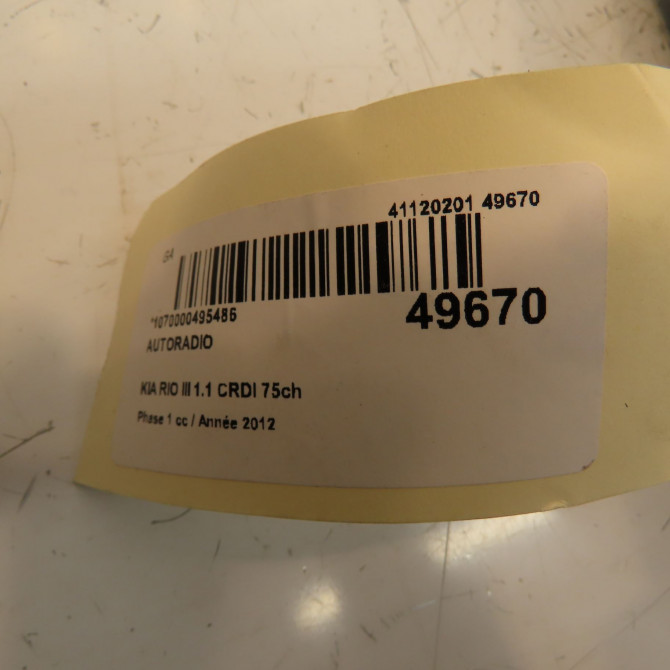 41120201 49670
GA
*1070000495486
49670
AUTORADIO
KIA RIO III 1.1 CRDI 75ch
Phase 1 cc / Année 2012